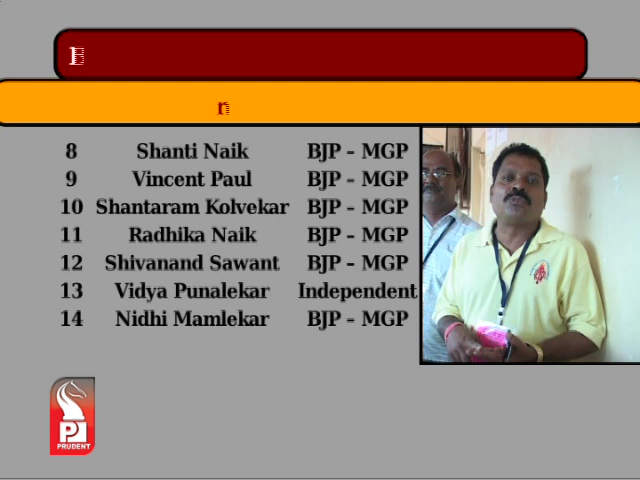 8 Shanti Naik BJP – MGP
9 Vincent Paul BJP – MGP
10 Shantaram Kolvekar BJP – MGP
11 Radhika Naik BJP – MGP
12 Shivanand Sawant BJP – MGP
13 Vidya Punalekar Independent
14 Nidhi Mamlekar BJP – MGP
PRUDENT